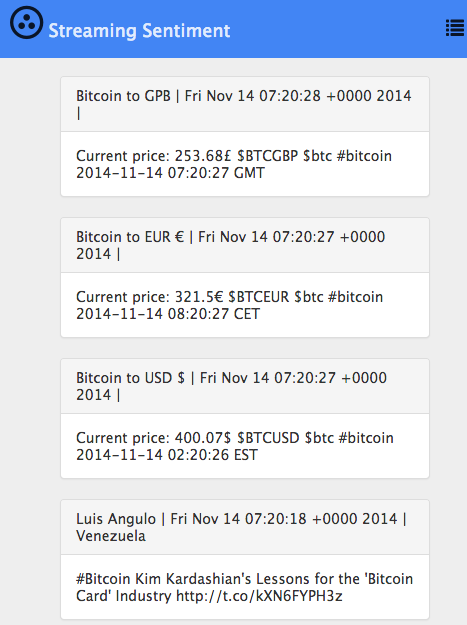 Streaming Sentiment
Bitcoin to GPB | Fri Nov 14 07:20:28 +0000 2014
|
Current price: 253.68£ $BTCGBP $btc #bitcoin
2014-11-14 07:20:27 GMT
Bitcoin to EUR € | Fri Nov 14 07:20:27 +0000
2014 |
Current price: 321.5€ $BTCEUR $btc #bitcoin
2014-11-14 08:20:27 CET
Bitcoin to USD $ | Fri Nov 14 07:20:27 +0000
2014 |
Current price: 400.07$ $BTCUSD $btc #bitcoin
2014-11-14 02:20:26 EST
Luis Angulo | Fri Nov 14 07:20:18 +0000 2014 |
Venezuela
#Bitcoin Kim Kardashian's Lessons for the 'Bitcoin
Card' Industry http://t.co/kXN6FYPH3z